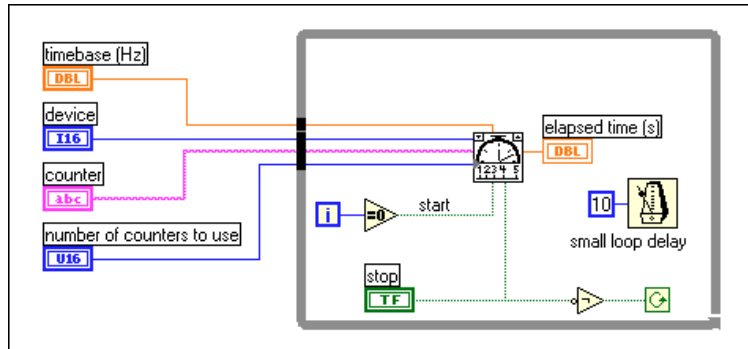 timebase (Hz)
DBL
device
I16
counter
abc
number of counters to use
U16
elapsed time (s)
DBL
1 2 3 4 5
i
=0
start
10
small loop delay
stop
TF